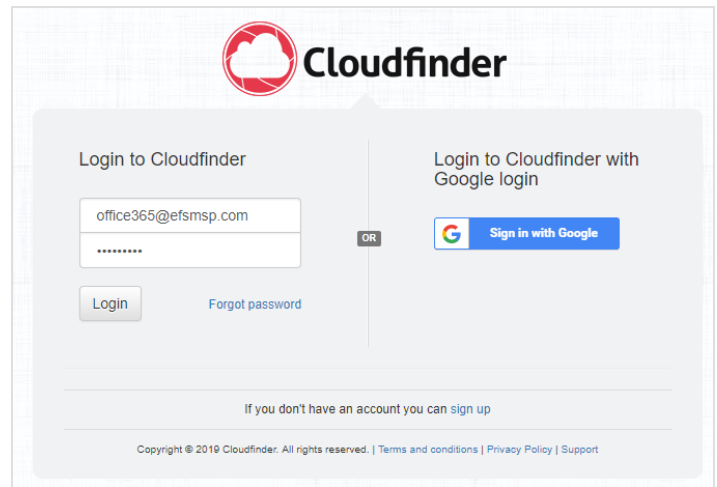 Cloudfinder
Login to Cloudfinder
office365@efsmsp.com
•••••••••
Login
Forgot password
OR
Login to Cloudfinder with
Google login
G
Sign in with Google
If you don't have an account you can sign up
Copyright © 2019 Cloudfinder. All rights reserved. | Terms and conditions | Privacy Policy | Support